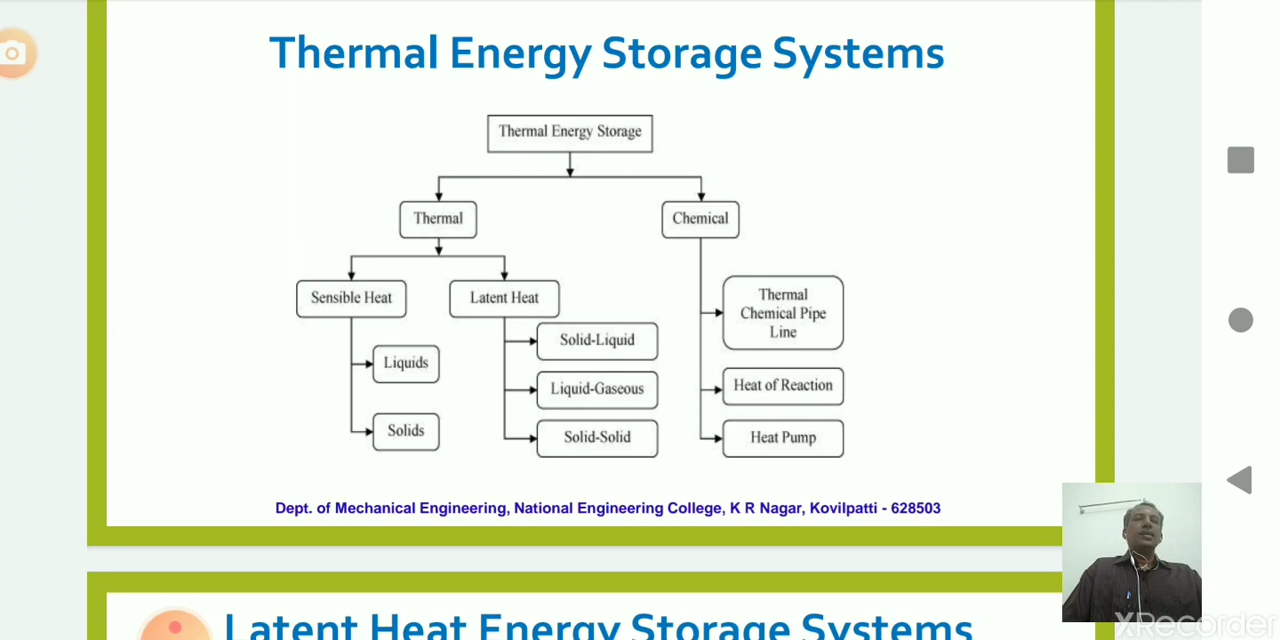 Thermal Energy Storage Systems
Thermal Energy Storage
Thermal
Chemical
Sensible Heat
Latent Heat
Liquids
Solids
Solid-Liquid
Liquid-Gaseous
Solid-Solid
Thermal
Chemical Pipe
Line
Heat of Reaction
Heat Pump
Dept. of Mechanical Engineering, National Engineering College, K R Nagar, Kovilpatti - 628503
Latent Heat Energy Storage Systems
XRecorder